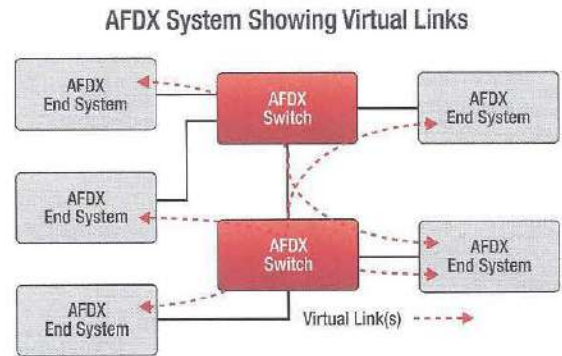 AFDX System Showing Virtual Links
AFDX
End System
AFDX
Switch
AFDX
End System
AFDX
End System
AFDX
Switch
AFDX
End System
AFDX
End System
Virtual Link(s)